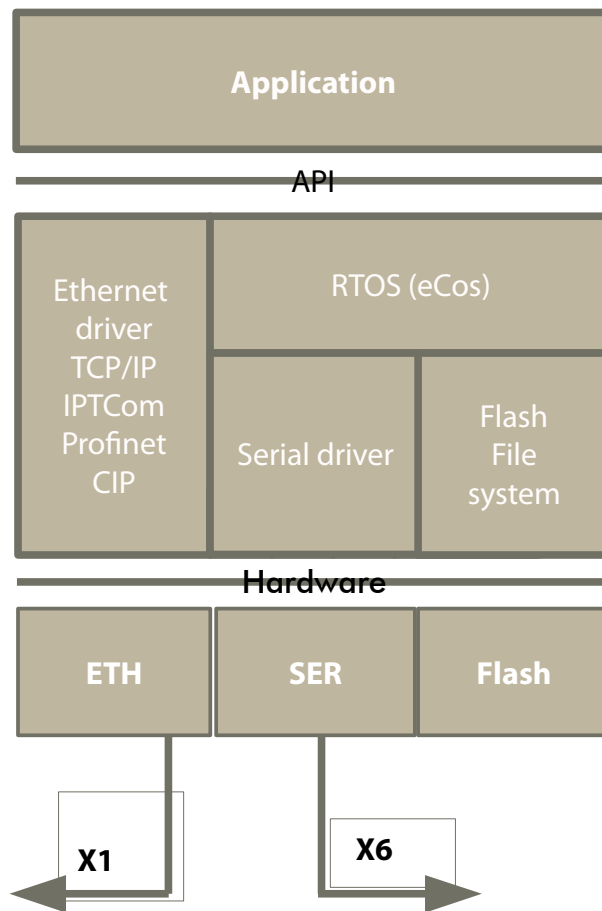 Application
API
Ethernet
driver
TCP/IP
IPTCom
Profinet
CIP
RTOS (eCos)
Serial driver
Flash
File
system
Hardware
ETH
SER
Flash
X1
X6